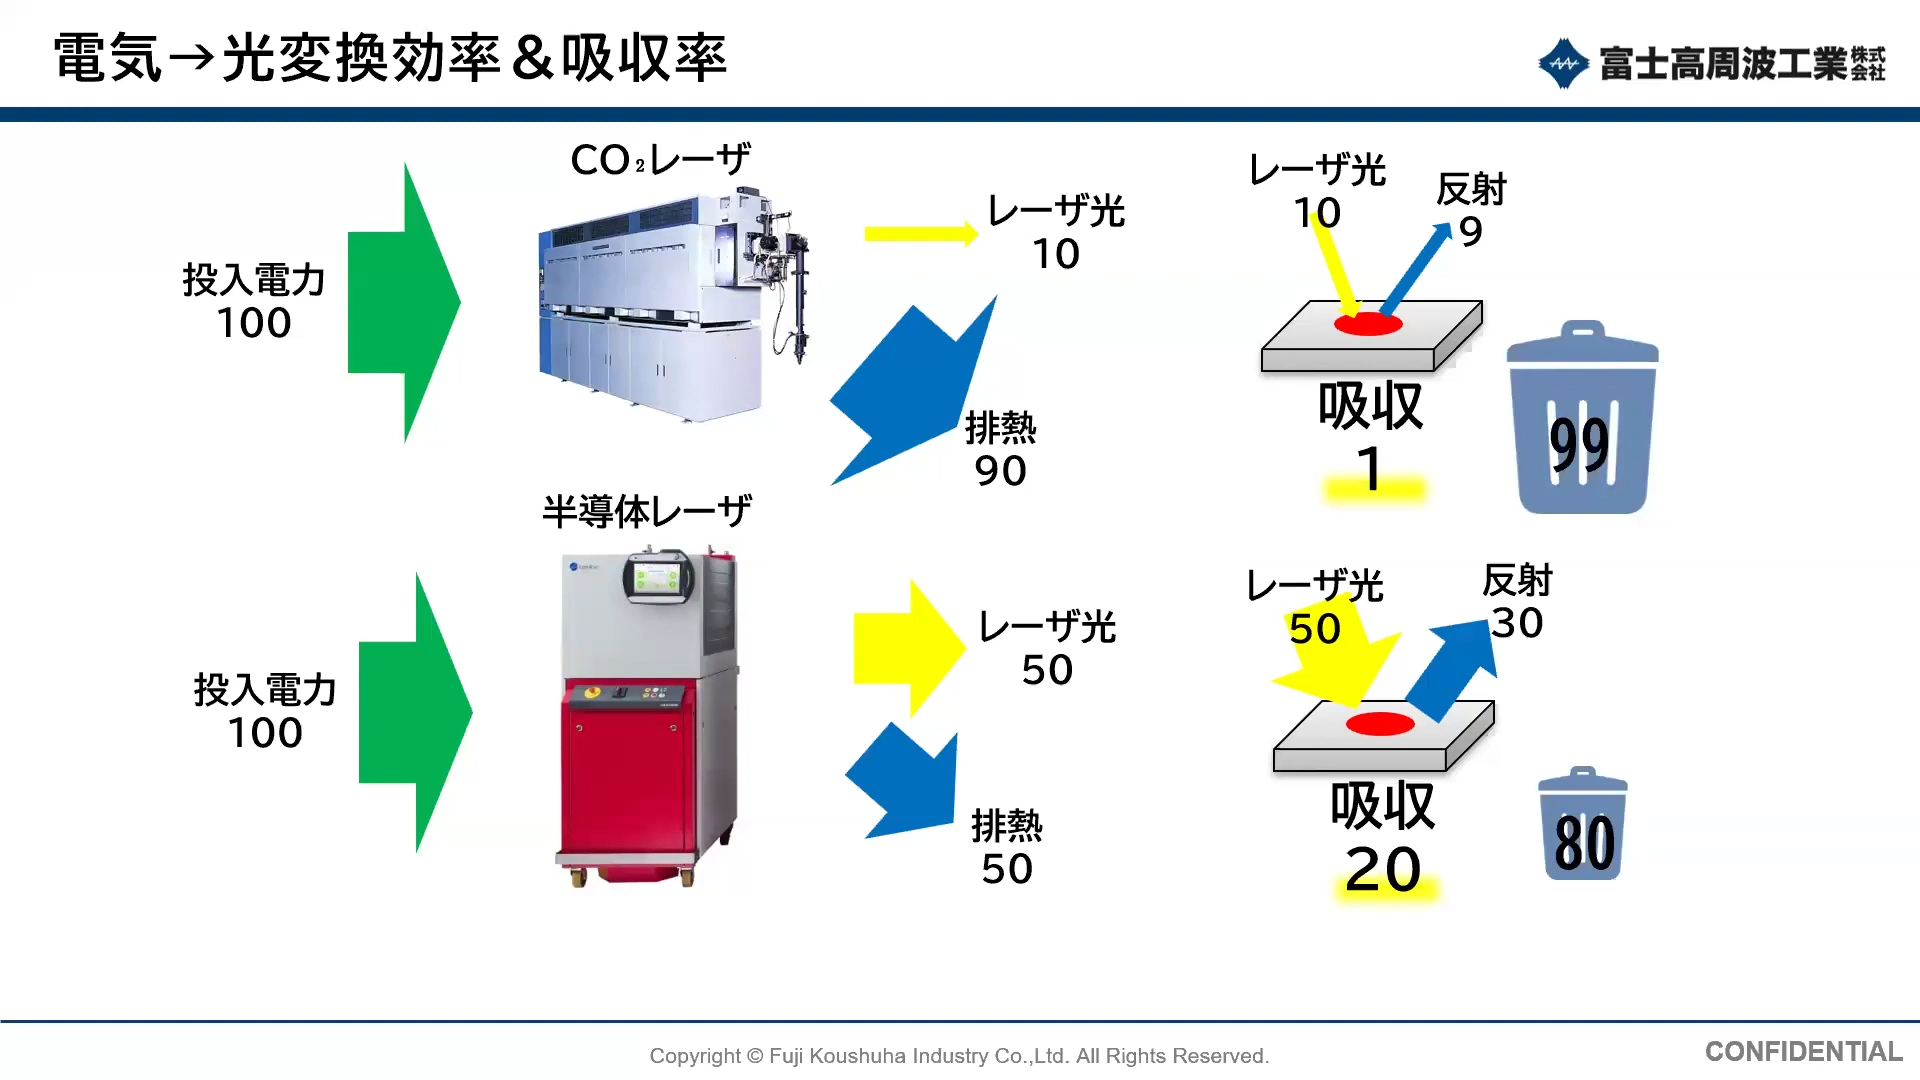 電気→光変換効率＆吸収率
富士高周波工業株式会社
CO₂レーザ
投入電力
100
レーザ光
10
排熱
90
レーザ光
10
反射
9
吸収
1
99
半導体レーザ
投入電力
100
レーザ光
50
排熱
50
レーザ光
50
反射
30
吸収
20
80
Copyright © Fuji Koushuha Industry Co.,Ltd. All Rights Reserved.
CONFIDENTIAL